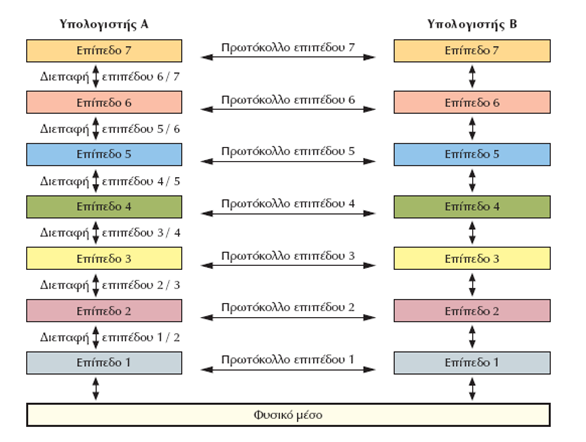 Υπολογιστής Α Υπολογιστής Β
Επίπεδο 7 Πρωτόκολλο επιπέδου 7 Επίπεδο 7
Διεπαφή επιπέδου 6 / 7
Επίπεδο 6 Πρωτόκολλο επιπέδου 6 Επίπεδο 6
Διεπαφή επιπέδου 5 / 6
Επίπεδο 5 Πρωτόκολλο επιπέδου 5 Επίπεδο 5
Διεπαφή επιπέδου 4 / 5
Επίπεδο 4 Πρωτόκολλο επιπέδου 4 Επίπεδο 4
Διεπαφή επιπέδου 3 / 4
Επίπεδο 3 Πρωτόκολλο επιπέδου 3 Επίπεδο 3
Διεπαφή επιπέδου 2 / 3
Επίπεδο 2 Πρωτόκολλο επιπέδου 2 Επίπεδο 2
Διεπαφή επιπέδου 1 / 2
Επίπεδο 1 Πρωτόκολλο επιπέδου 1 Επίπεδο 1
Φυσικό μέσο